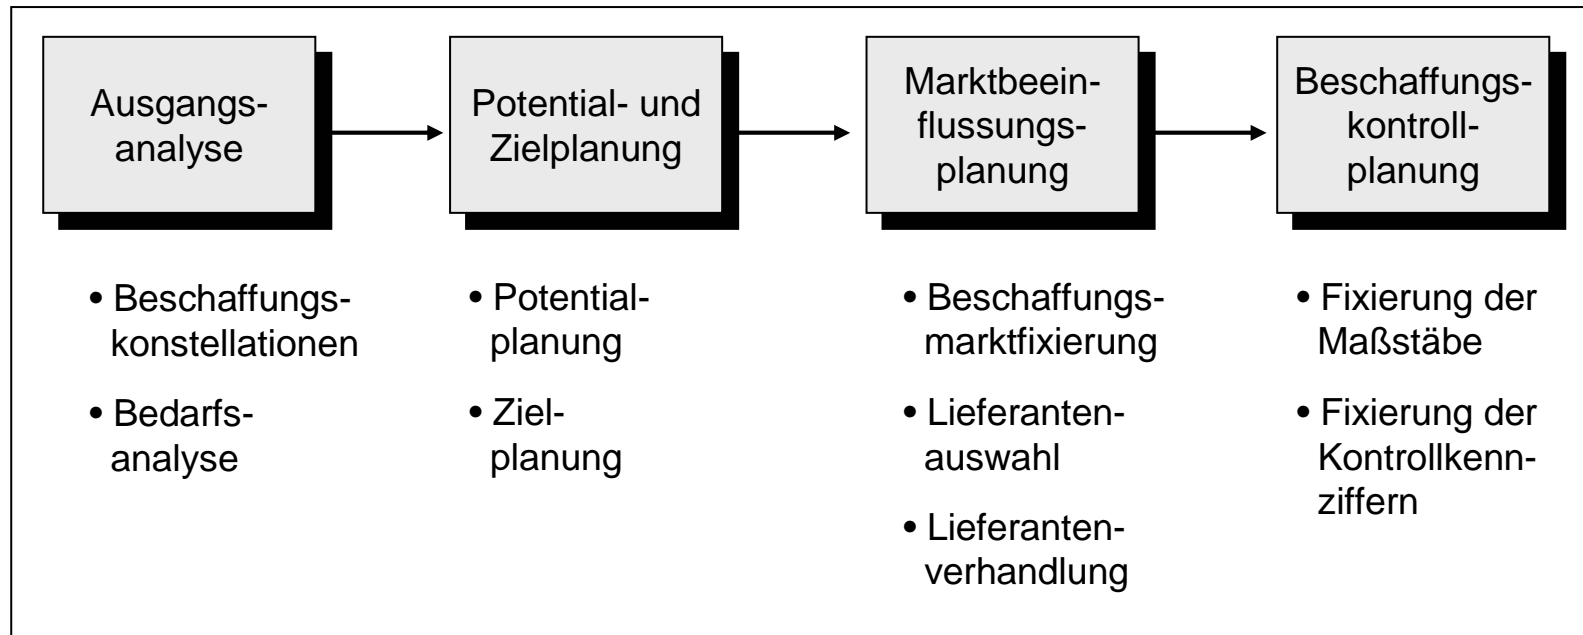 Ausgangs-
analyse
Potential- und
Zielplanung
Marktbeein-
flussungs-
planung
Beschaffungs-
kontroll-
planung
• Beschaffungs-
konstellationen
• Bedarfs-
analyse
• Potential-
planung
• Ziel-
planung
• Beschaffungs-
marktfixierung
• Lieferanten-
auswahl
• Lieferanten-
verhandlung
• Fixierung der
Maßstäbe
• Fixierung der
Kontrollkenn-
ziffern